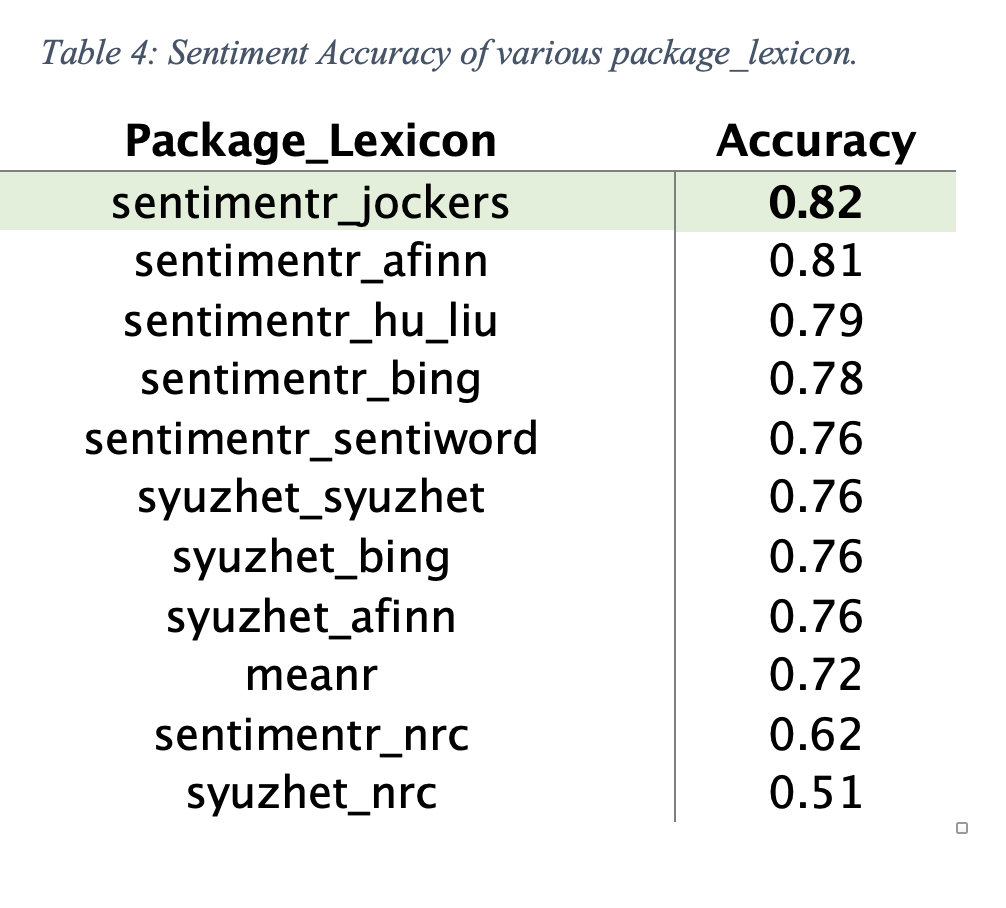 Table 4: Sentiment Accuracy of various package_lexicon.
Package_Lexicon Accuracy
sentimentr_jockers 0.82
sentimentr_afinn 0.81
sentimentr_hu_liu 0.79
sentimentr_bing 0.78
sentimentr_sentiword 0.76
syuzhet_syuzhet 0.76
syuzhet_bing 0.76
syuzhet_afinn 0.76
meanr 0.72
sentimentr_nrc 0.62
syuzhet_nrc 0.51